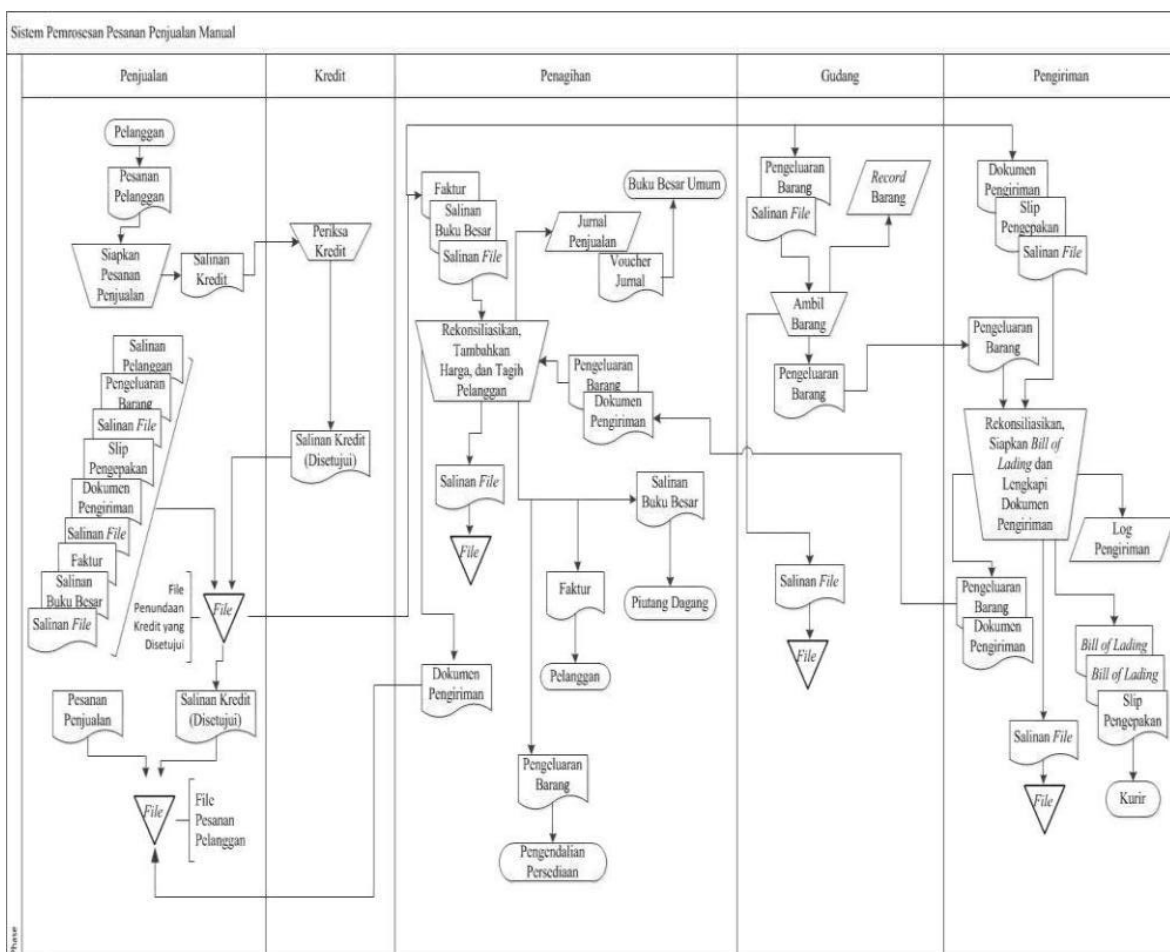 Sistem Pemrosesan Pesanan Penjualan Manual
Penjualan
Kredit
Penagihan
Gudang
Pengiriman
Pelanggan
Pesanan
Pelanggan
Siapkan
Pesanan
Penjualan
Salinan
Kredit
Salinan
Pelanggan
Pengeluaran
Barang
Salinan File
Slip
Pengepakan
Dokumen
Pengiriman
Salinan File
Faktur
Salinan
Buku Besar
Salinan File
File
Penundaan
Kredit yang
Disetujui
File
Pesanan
Penjualan
Salinan Kredit
(Disetujui)
File
File
Pesanan
Pelanggan
Periksa
Kredit
Salinan Kredit
(Disetujui)
Faktur
Salinan
Buku Besar
Salinan File
Buku Besar Umum
Jurnal
Penjualan
Voucher
Jurnal
Rekonsiliasikan,
Tambahkan
Harga, dan Tagih
Pelanggan
Pengeluaran
Barang
Dokumen
Pengiriman
Salinan File
File
Salinan
Buku Besar
Faktur
Piutang Dagang
Pelanggan
Dokumen
Pengiriman
Pengeluaran
Barang
Pengendalian
Persediaan
Pengeluaran
Barang
Salinan File
Record
Barang
Ambil
Barang
Pengeluaran
Barang
Salinan File
File
Dokumen
Pengiriman
Slip
Pengepakan
Salinan File
Pengeluaran
Barang
Rekonsiliasikan,
Siapkan Bill of
Lading dan
Lengkapi
Dokumen
Pengiriman
Log
Pengiriman
Pengeluaran
Barang
Dokumen
Pengiriman
Bill of Lading
Bill of Lading
Slip
Pengepakan
Salinan File
File
Kurir
Phase